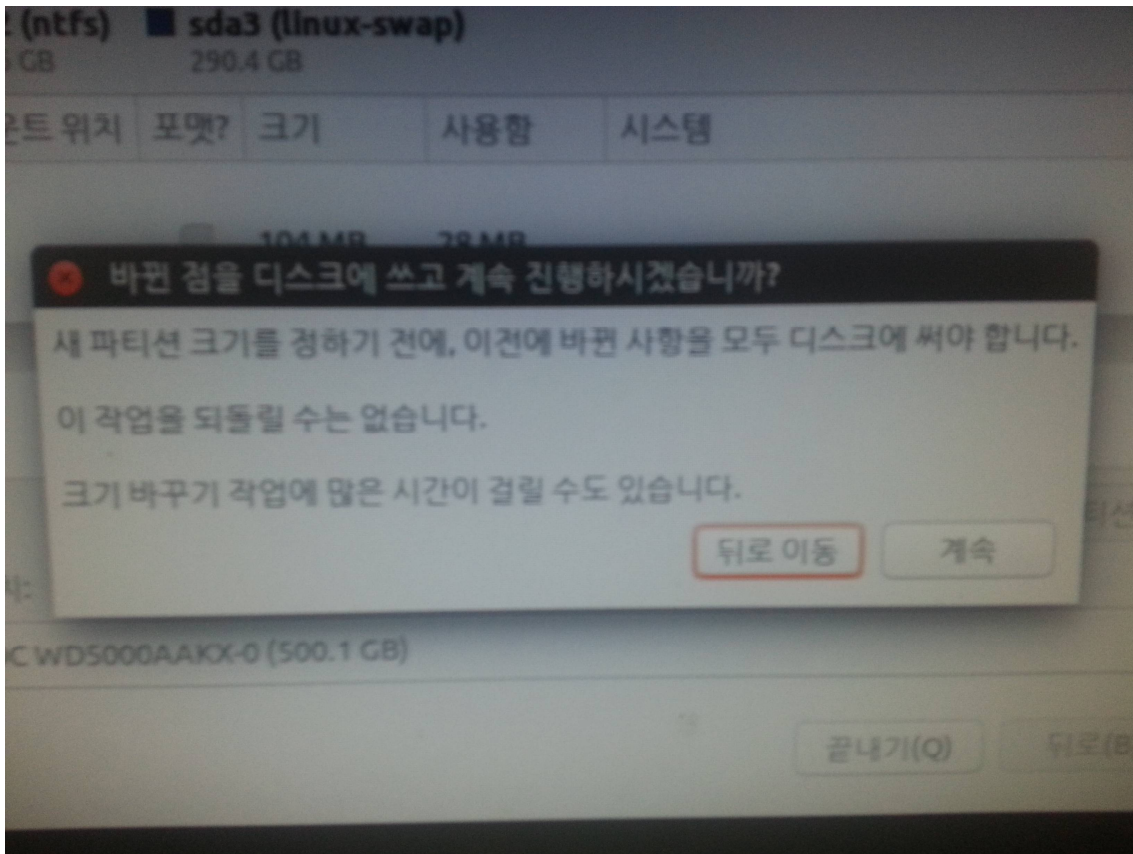 (ntfs) sda3 (linux-swap)
GB 290.4 GB
위치 포맷? 크기 사용함 시스템
104 MB 28 MB
바뀐 점을 디스크에 쓰고 계속 진행하시겠습니까?
새 파티션 크기를 정하기 전에, 이전에 바뀐 사항을 모두 디스크에 써야 합니다.
이 작업을 되돌릴 수는 없습니다.
크기 바꾸기 작업에 많은 시간이 걸릴 수도 있습니다.
뒤로 이동 계속
WD5000AAKX-0 (500.1 GB)
끝내기(Q) 뒤로(B